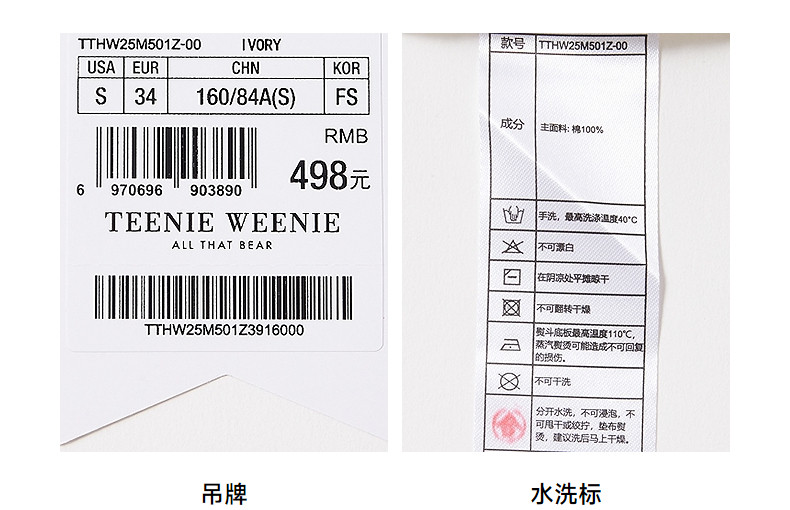 TTHW25M501Z-00 IVORY
USA EUR CHN KOR
S 34 160/84A(S) FS
RMB
498元
6 970696 903890
TEENIE WEENIE
ALL THAT BEAR
TTHW25M501Z3916000
款号 TTHW25M501Z-00
成分 主面料: 棉100%
手洗，最高洗涤温度40°C
不可漂白
在阴凉处平摊晾干
不可翻转干燥
熨斗底板最高温度110℃，
蒸汽熨烫可能造成不可回复
的损伤。
不可干洗
分开水洗，不可浸泡，不
可甩干或绞拧，垫布熨
烫，建议洗后马上干燥。
吊牌
水洗标